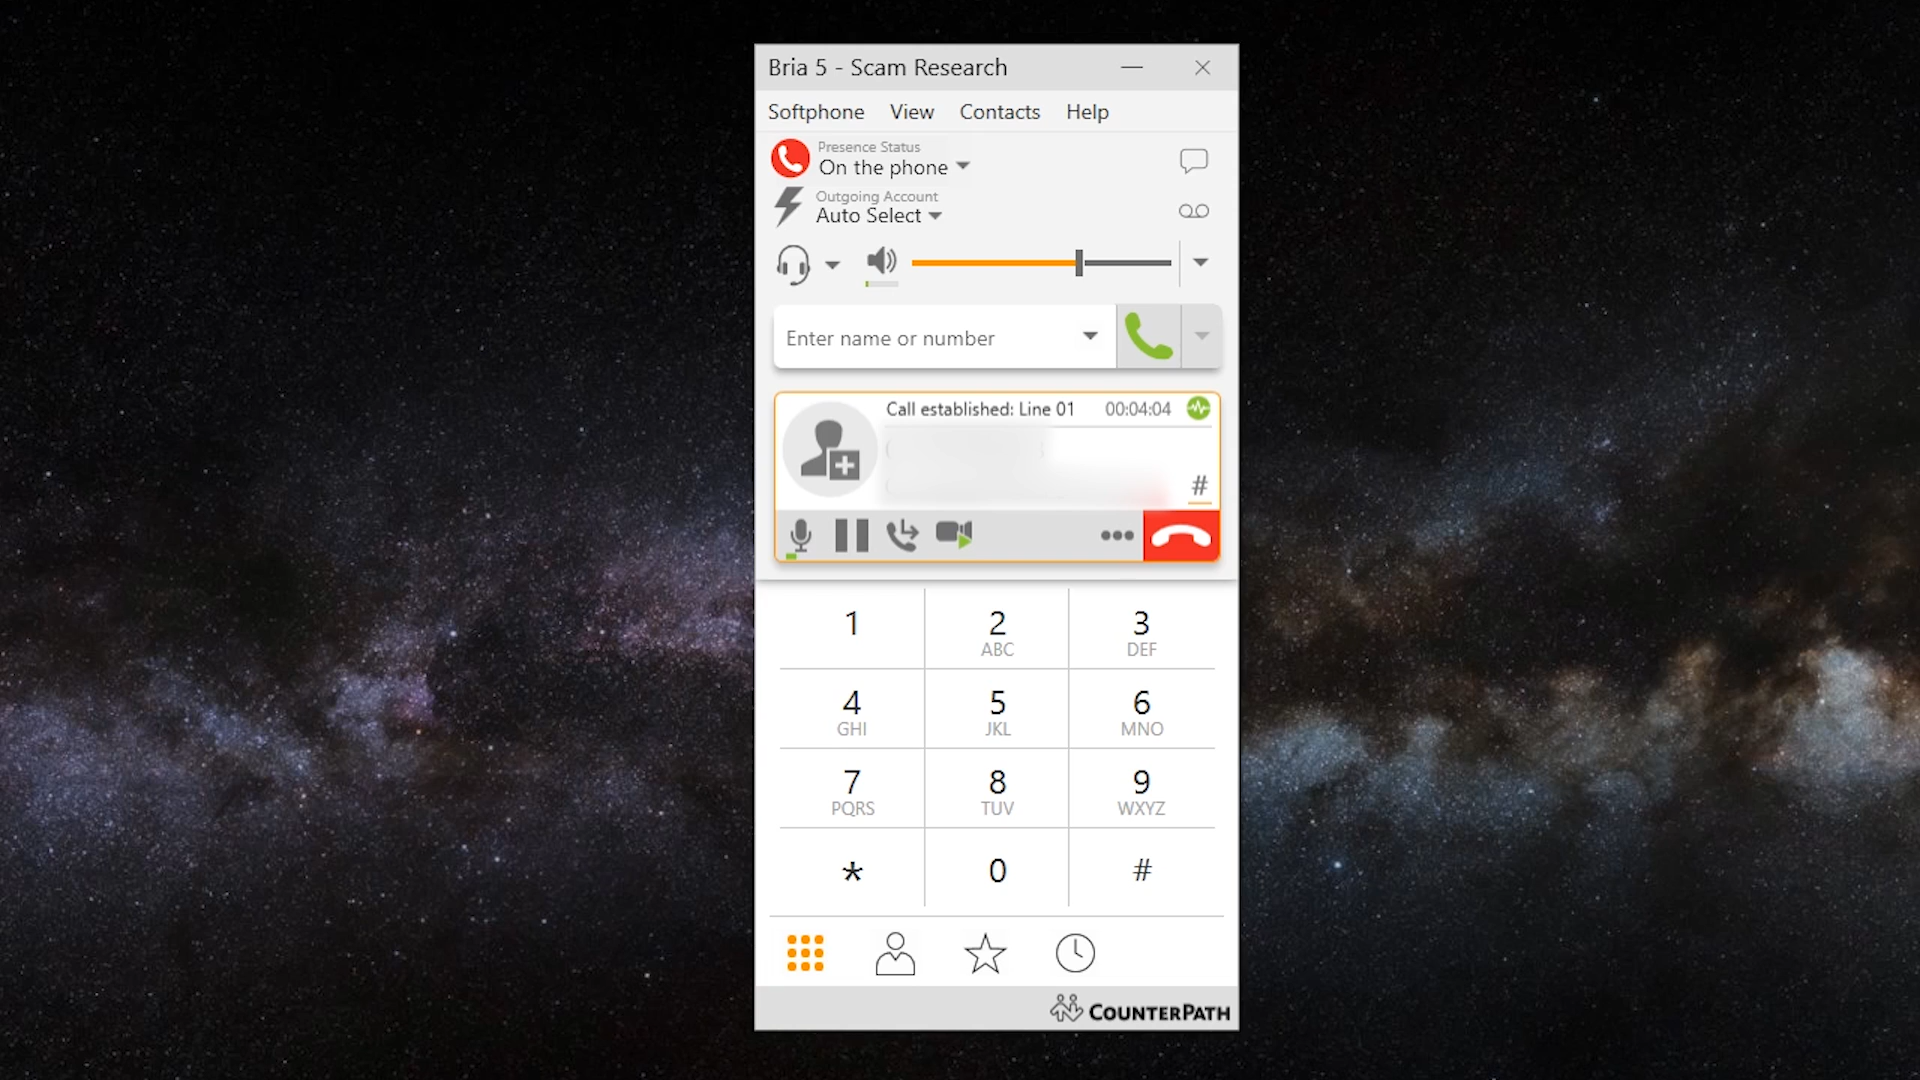 Bria 5 - Scam Research
Softphone View Contacts Help
Presence Status
On the phone
Outgoing Account
Auto Select
Enter name or number
Call established: Line 01 00:04:04
#
1 2 3
ABC DEF
4 5 6
GHI JKL MNO
7 8 9
PQRS TUV WXYZ
* 0 #
COUNTERPATH